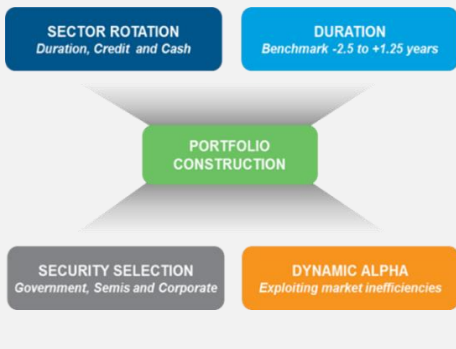 SECTOR ROTATION
Duration, Credit and Cash
DURATION
Benchmark -2.5 to +1.25 years
PORTFOLIO
CONSTRUCTION
SECURITY SELECTION
Government, Semis and Corporate
DYNAMIC ALPHA
Exploiting market inefficiencies